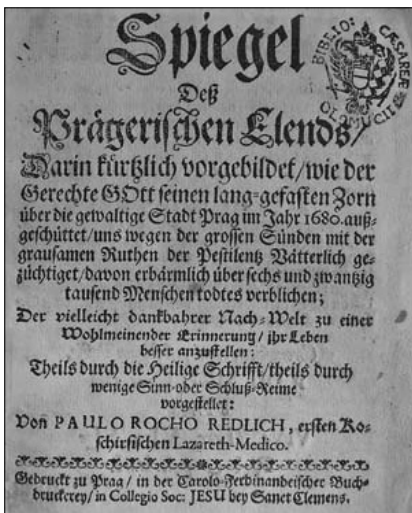 Spiegel
Deß
Prägerischen Elends/
Darin kürtzlich vorgebildet/wie der
Gerechte GOtt seinen lang-gefasten Zorn
über die gewaltige Stadt Prag im Jahr 1680.auß-
geschüttet/uns wegen der grossen Sünden mit der
grausamen Ruthen der Pestilentz Vätterlich ge-
züchtiget/davon erbärmlich über sechs und zwantzig
tausend Menschen todtes verblichen;
Der vielleicht danckbahrer Nach-Welt zu einer
Wohlmeinender Erinnerung/ ihr Leben
besser anzustellen:
Theils durch die Heilige Schrifft/theils durch
wenige Sinn-oder Schluß-Reime
vorgestellet:
Von PAULO ROCHO REDLICH, ersten Ko-
schirsischen Lazareth-Medico.
Gedruckt zu Prag/ in der Carolo-Ferdinandeischer Buch-
druckerey/ in Collegio Soc: JESU bey Sanct Clemens.
BIBLIO: CÆSAREÆ
OLOMUCII